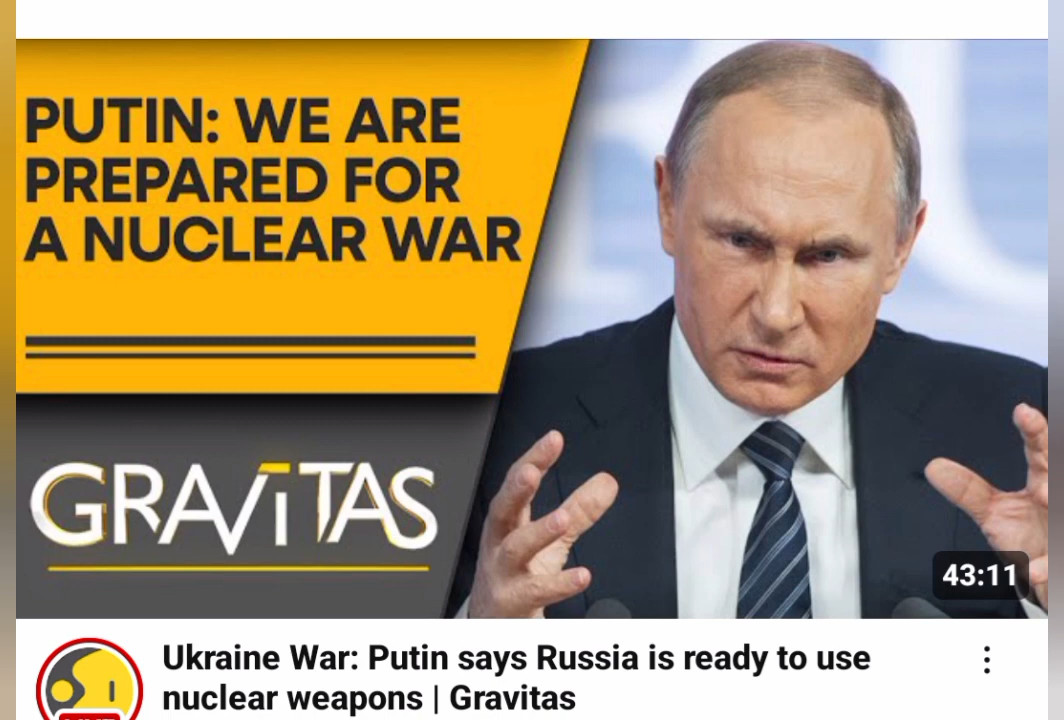 PUTIN: WE ARE
PREPARED FOR
A NUCLEAR WAR
GRAViTAS
43:11
Ukraine War: Putin says Russia is ready to use
nuclear weapons | Gravitas